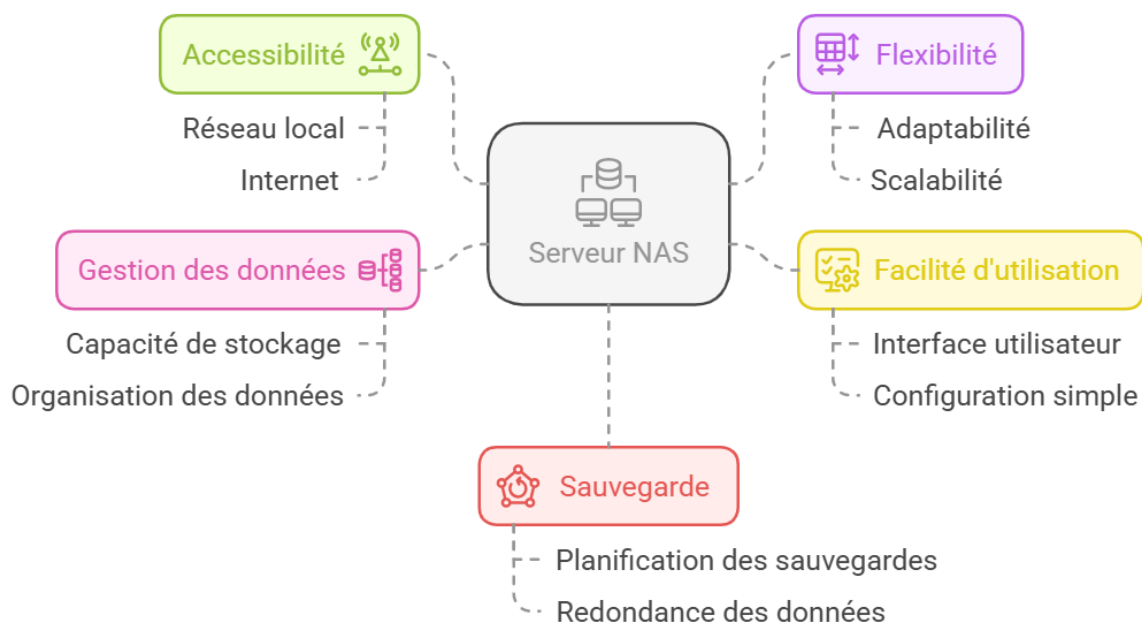 Accessibilité
Réseau local
Internet
Gestion des données
Capacité de stockage
Organisation des données
Serveur NAS
Flexibilité
Adaptabilité
Scalabilité
Facilité d'utilisation
Interface utilisateur
Configuration simple
Sauvegarde
Planification des sauvegardes
Redondance des données